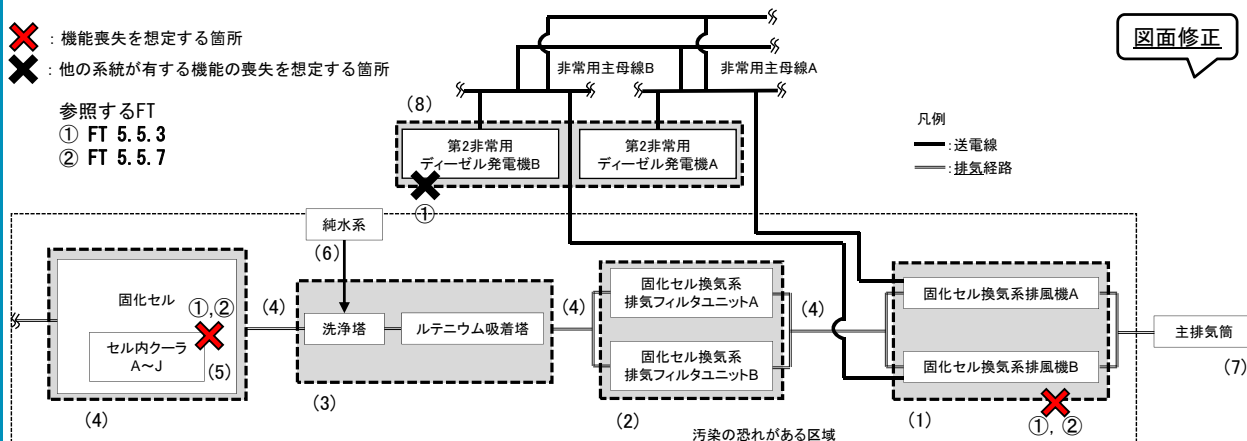 ：機能喪失を想定する箇所
：他の系統が有する機能の喪失を想定する箇所
参照するFT
① FT 5.5.3
② FT 5.5.7
図面修正
非常用主母線B
非常用主母線A
(8)
第2非常用
ディーゼル発電機B
第2非常用
ディーゼル発電機A
①
凡例
：送電線
：排気経路
純水系
(6)
固化セル
①,②
セル内クーラ
A～J
(5)
(4)
(4)
洗浄塔
ルテニウム吸着塔
(3)
(4)
固化セル換気系
排気フィルタユニットA
固化セル換気系
排気フィルタユニットB
(2)
(4)
固化セル換気系排風機A
固化セル換気系排風機B
(1)
①, ②
主排気筒
(7)
汚染の恐れがある区域